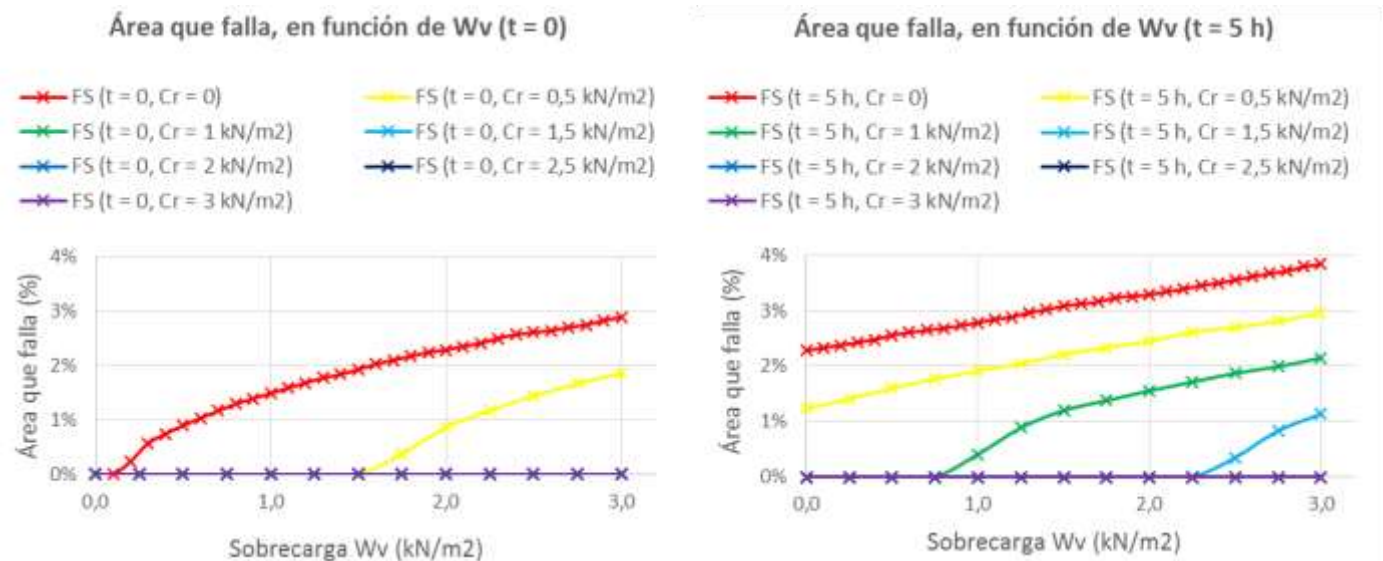 Área que falla, en función de Wv (t = 0)
FS (t = 0, Cr = 0)
FS (t = 0, Cr = 0,5 kN/m2)
FS (t = 0, Cr = 1 kN/m2)
FS (t = 0, Cr = 1,5 kN/m2)
FS (t = 0, Cr = 2 kN/m2)
FS (t = 0, Cr = 2,5 kN/m2)
FS (t = 0, Cr = 3 kN/m2)
Área que falla (%)
4%
3%
2%
1%
0%
0,0
1,0
2,0
3,0
Sobrecarga Wv (kN/m2)
Área que falla, en función de Wv (t = 5 h)
FS (t = 5 h, Cr = 0)
FS (t = 5 h, Cr = 0,5 kN/m2)
FS (t = 5 h, Cr = 1 kN/m2)
FS (t = 5 h, Cr = 1,5 kN/m2)
FS (t = 5 h, Cr = 2 kN/m2)
FS (t = 5 h, Cr = 2,5 kN/m2)
FS (t = 5 h, Cr = 3 kN/m2)
Área que falla (%)
4%
3%
2%
1%
0%
0,0
1,0
2,0
3,0
Sobrecarga Wv (kN/m2)